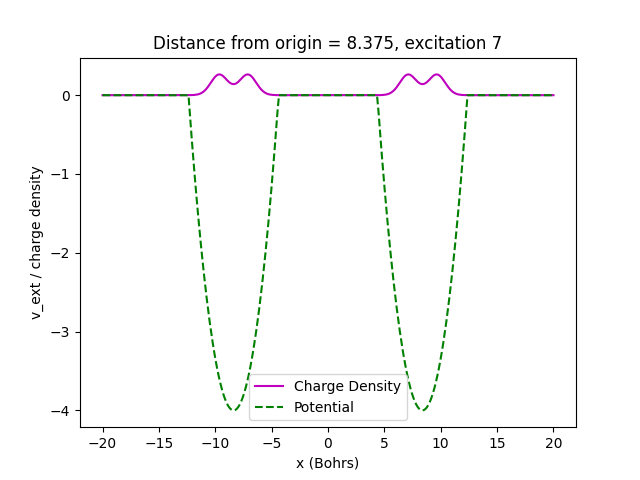 Distance from origin = 8.375, excitation 7
v_ext / charge density
0
−1
−2
−3
−4
Charge Density
Potential
−20
−15
−10
−5
0
5
10
15
20
x (Bohrs)